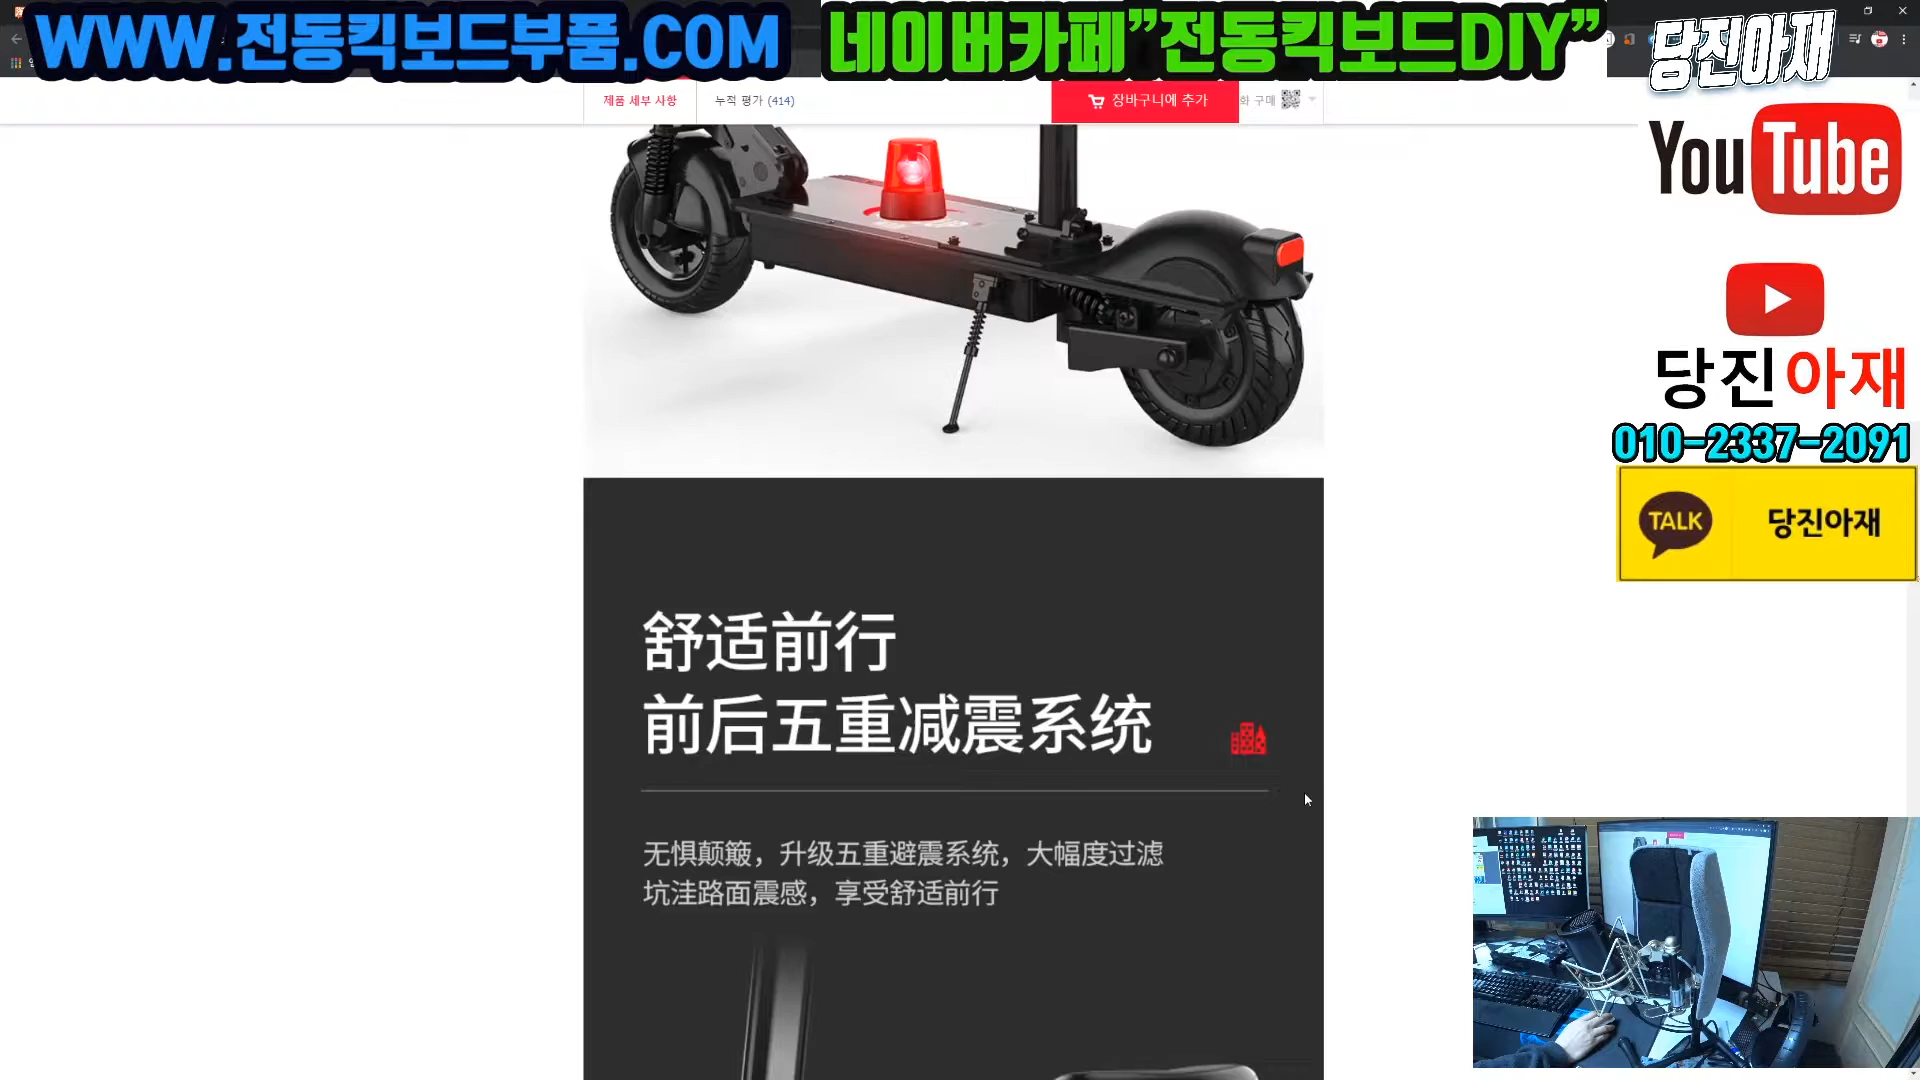 WWW.전동킥보드부품.COM
네이버카페"전동킥보드DIY"
당진아재
제품 세부 사항
누적 평가 (414)
장바구니에 추가
화 구매
YouTube
당진아재
010-2337-2091
TALK
당진아재
舒适前行
前后五重减震系统
无惧颠簸，升级五重避震系统，大幅度过滤
坑洼路面震感，享受舒适前行